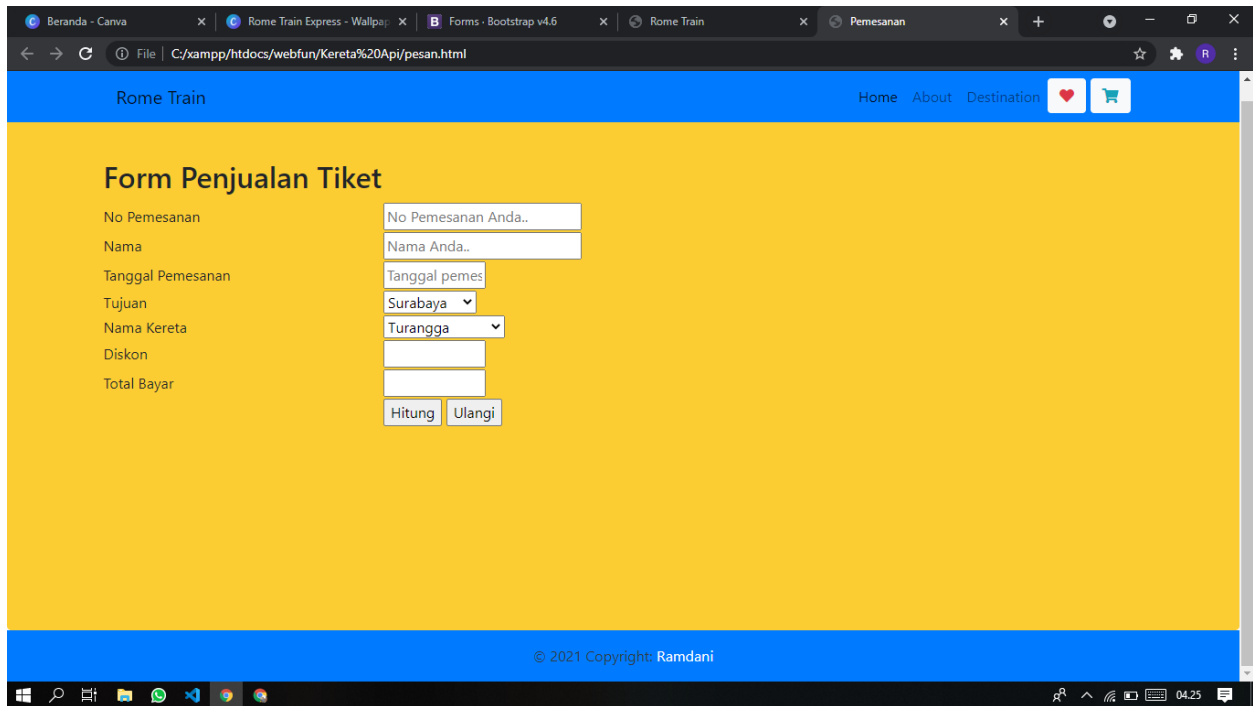 Beranda - Canva
Rome Train Express - Wallpap
B Forms · Bootstrap v4.6
Rome Train
Pemesanan
File | C:/xampp/htdocs/webfun/Kereta%20Api/pesan.html
R
Rome Train
Home About Destination
Form Penjualan Tiket
No Pemesanan No Pemesanan Anda..
Nama Nama Anda..
Tanggal Pemesanan Tanggal pemes
Tujuan Surabaya
Nama Kereta Turangga
Diskon
Total Bayar
Hitung Ulangi
© 2021 Copyright: Ramdani
04.25